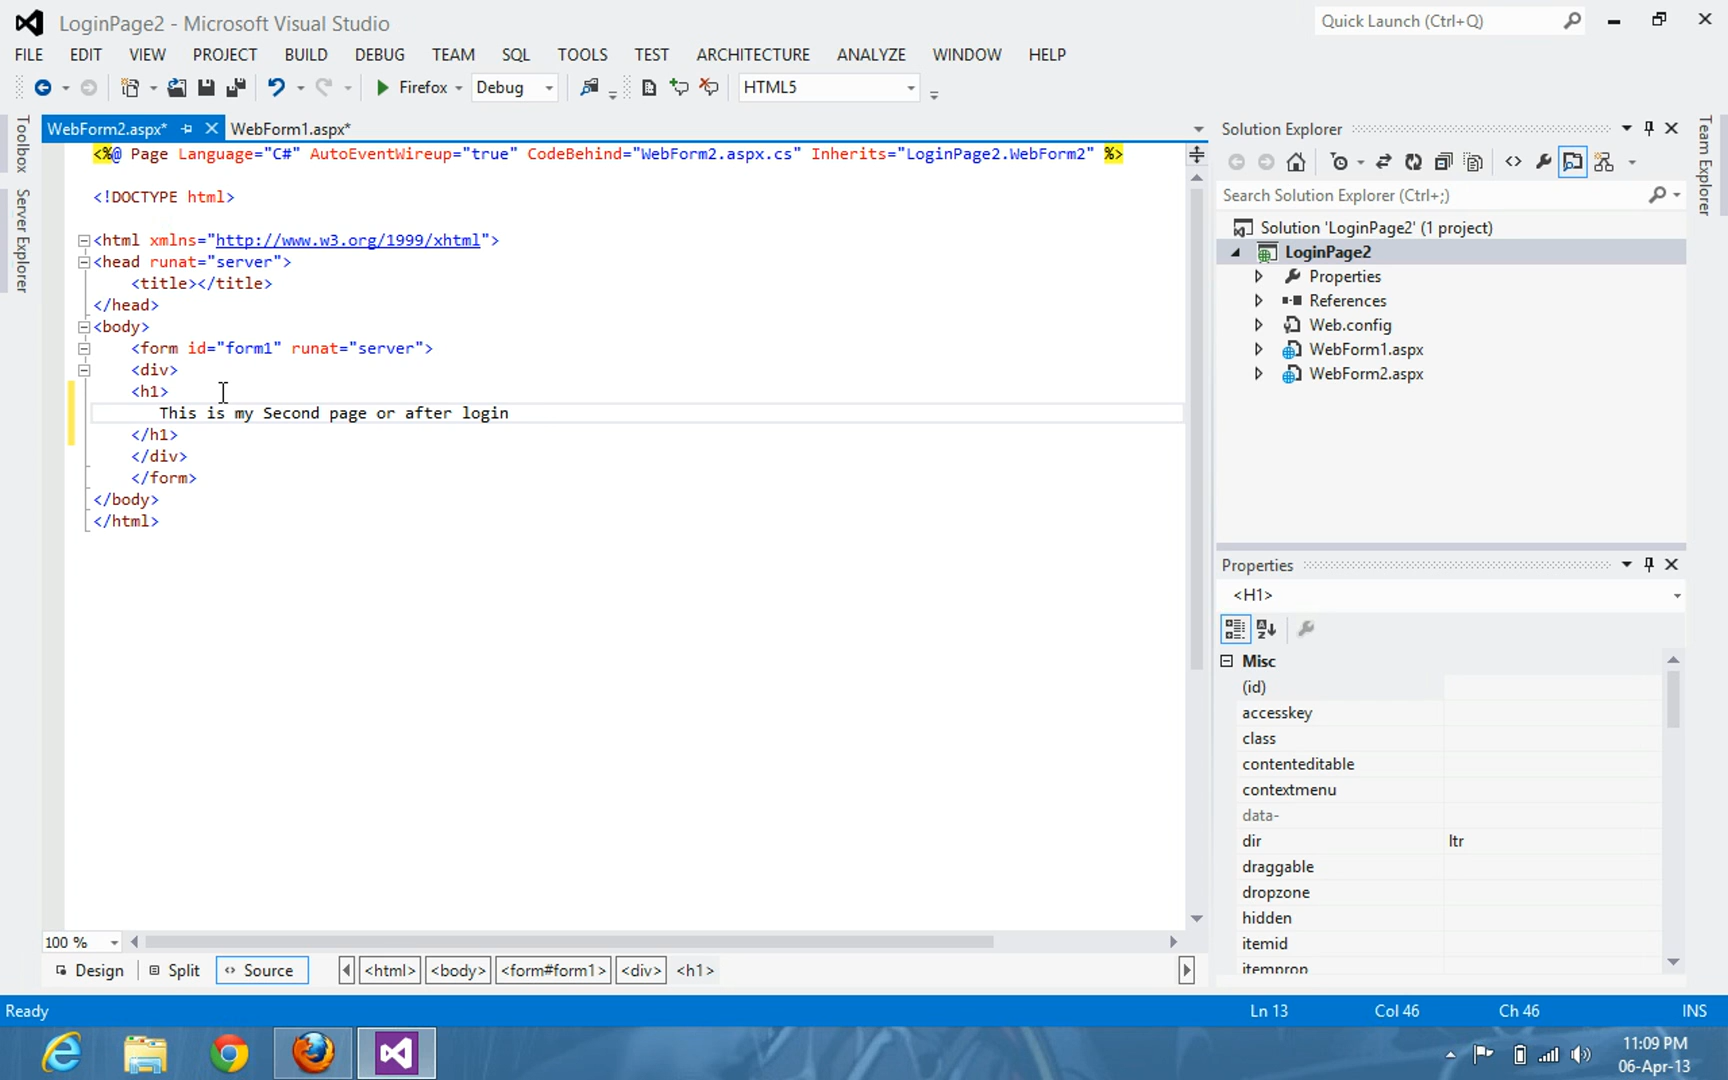 LoginPage2 - Microsoft Visual Studio
Quick Launch (Ctrl+Q)
FILE EDIT VIEW PROJECT BUILD DEBUG TEAM SQL TOOLS TEST ARCHITECTURE ANALYZE WINDOW HELP
Firefox Debug HTML5
Toolbox
Server Explorer
WebForm2.aspx* WebForm1.aspx*
<%@ Page Language="C#" AutoEventWireup="true" CodeBehind="WebForm2.aspx.cs" Inherits="LoginPage2.WebForm2" %>
<!DOCTYPE html>
<html xmlns="http://www.w3.org/1999/xhtml">
<head runat="server">
<title></title>
</head>
<body>
<form id="form1" runat="server">
<div>
<h1>
This is my Second page or after login
</h1>
</div>
</form>
</body>
</html>
100 %
Design Split Source <html> <body> <form#form1> <div> <h1>
Solution Explorer
Search Solution Explorer (Ctrl+;)
Solution 'LoginPage2' (1 project)
LoginPage2
Properties
References
Web.config
WebForm1.aspx
WebForm2.aspx
Team Explorer
Properties
<H1>
Misc
(id)
accesskey
class
contenteditable
contextmenu
data-
dir ltr
draggable
dropzone
hidden
itemid
itemprop
Ready Ln 13 Col 46 Ch 46 INS
11:09 PM
06-Apr-13